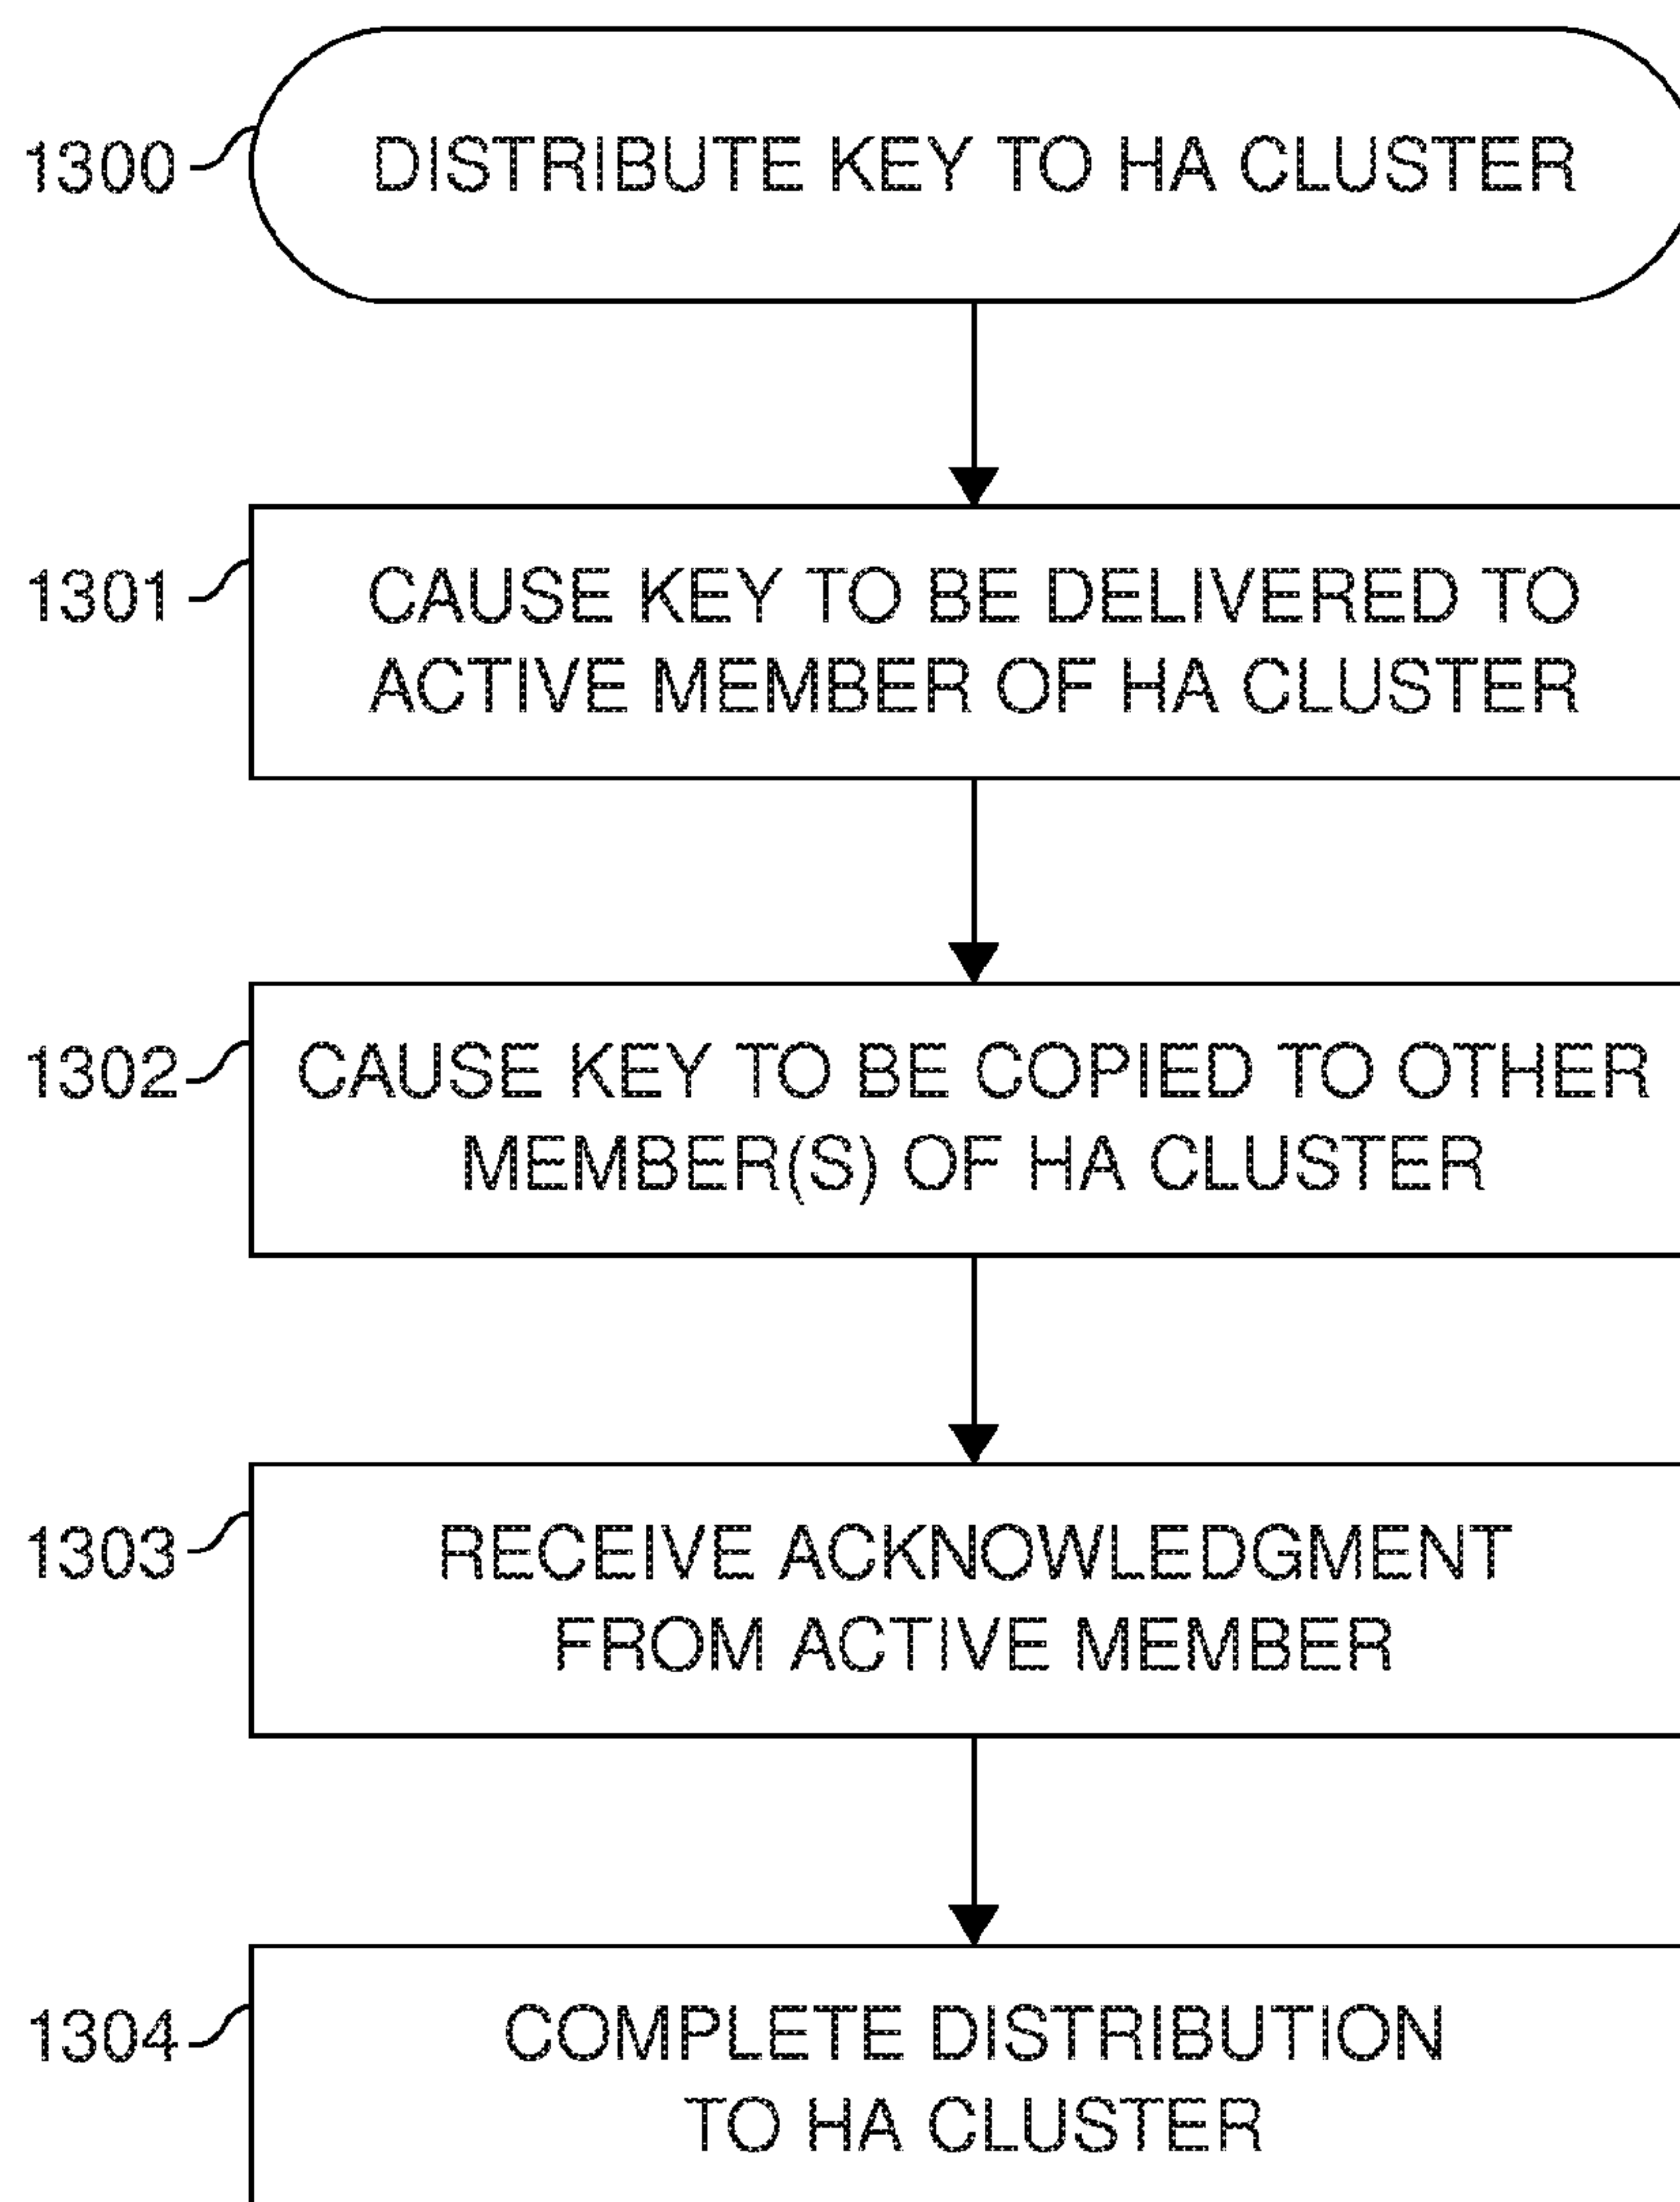 1300
DISTRIBUTE KEY TO HA CLUSTER
1301
CAUSE KEY TO BE DELIVERED TO
ACTIVE MEMBER OF HA CLUSTER
1302
CAUSE KEY TO BE COPIED TO OTHER
MEMBER(S) OF HA CLUSTER
1303
RECEIVE ACKNOWLEDGMENT
FROM ACTIVE MEMBER
1304
COMPLETE DISTRIBUTION
TO HA CLUSTER